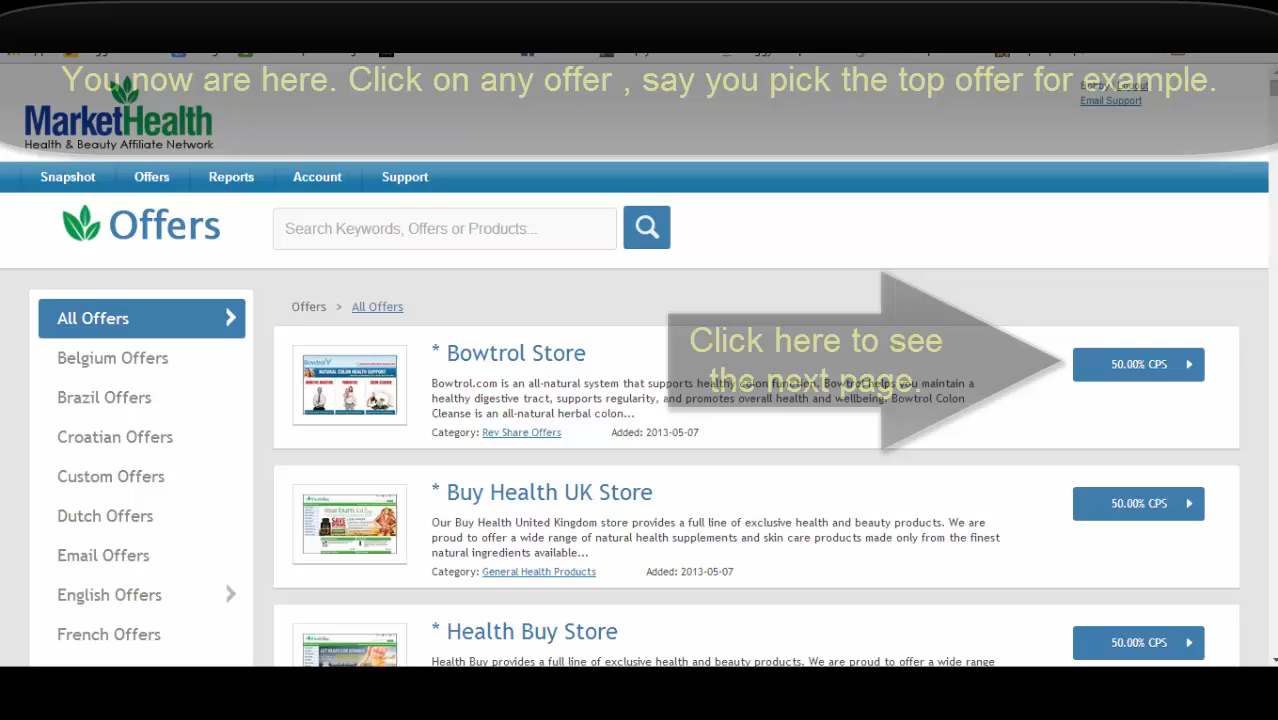 You now are here. Click on any offer , say you pick the top offer for example.
Email Support
MarketHealth
Health & Beauty Affiliate Network
Snapshot Offers Reports Account Support
Offers
Search Keywords, Offers or Products...
All Offers
Belgium Offers
Brazil Offers
Croatian Offers
Custom Offers
Dutch Offers
Email Offers
English Offers
French Offers
Offers > All Offers
* Bowtrol Store
Bowtrol.com is an all-natural system that supports healthy colon function. Bowtrol helps you maintain a
healthy digestive tract, supports regularity, and promotes overall health and wellbeing. Bowtrol Colon
Cleanse is an all-natural herbal colon...
Category: Rev Share Offers Added: 2013-05-07
Click here to see
the next page.
50.00% CPS
* Buy Health UK Store
Our Buy Health United Kingdom store provides a full line of exclusive health and beauty products. We are
proud to offer a wide range of natural health supplements and skin care products made only from the finest
natural ingredients available...
Category: General Health Products Added: 2013-05-07
50.00% CPS
* Health Buy Store
Health Buy provides a full line of exclusive health and beauty products. We are proud to offer a wide range
50.00% CPS